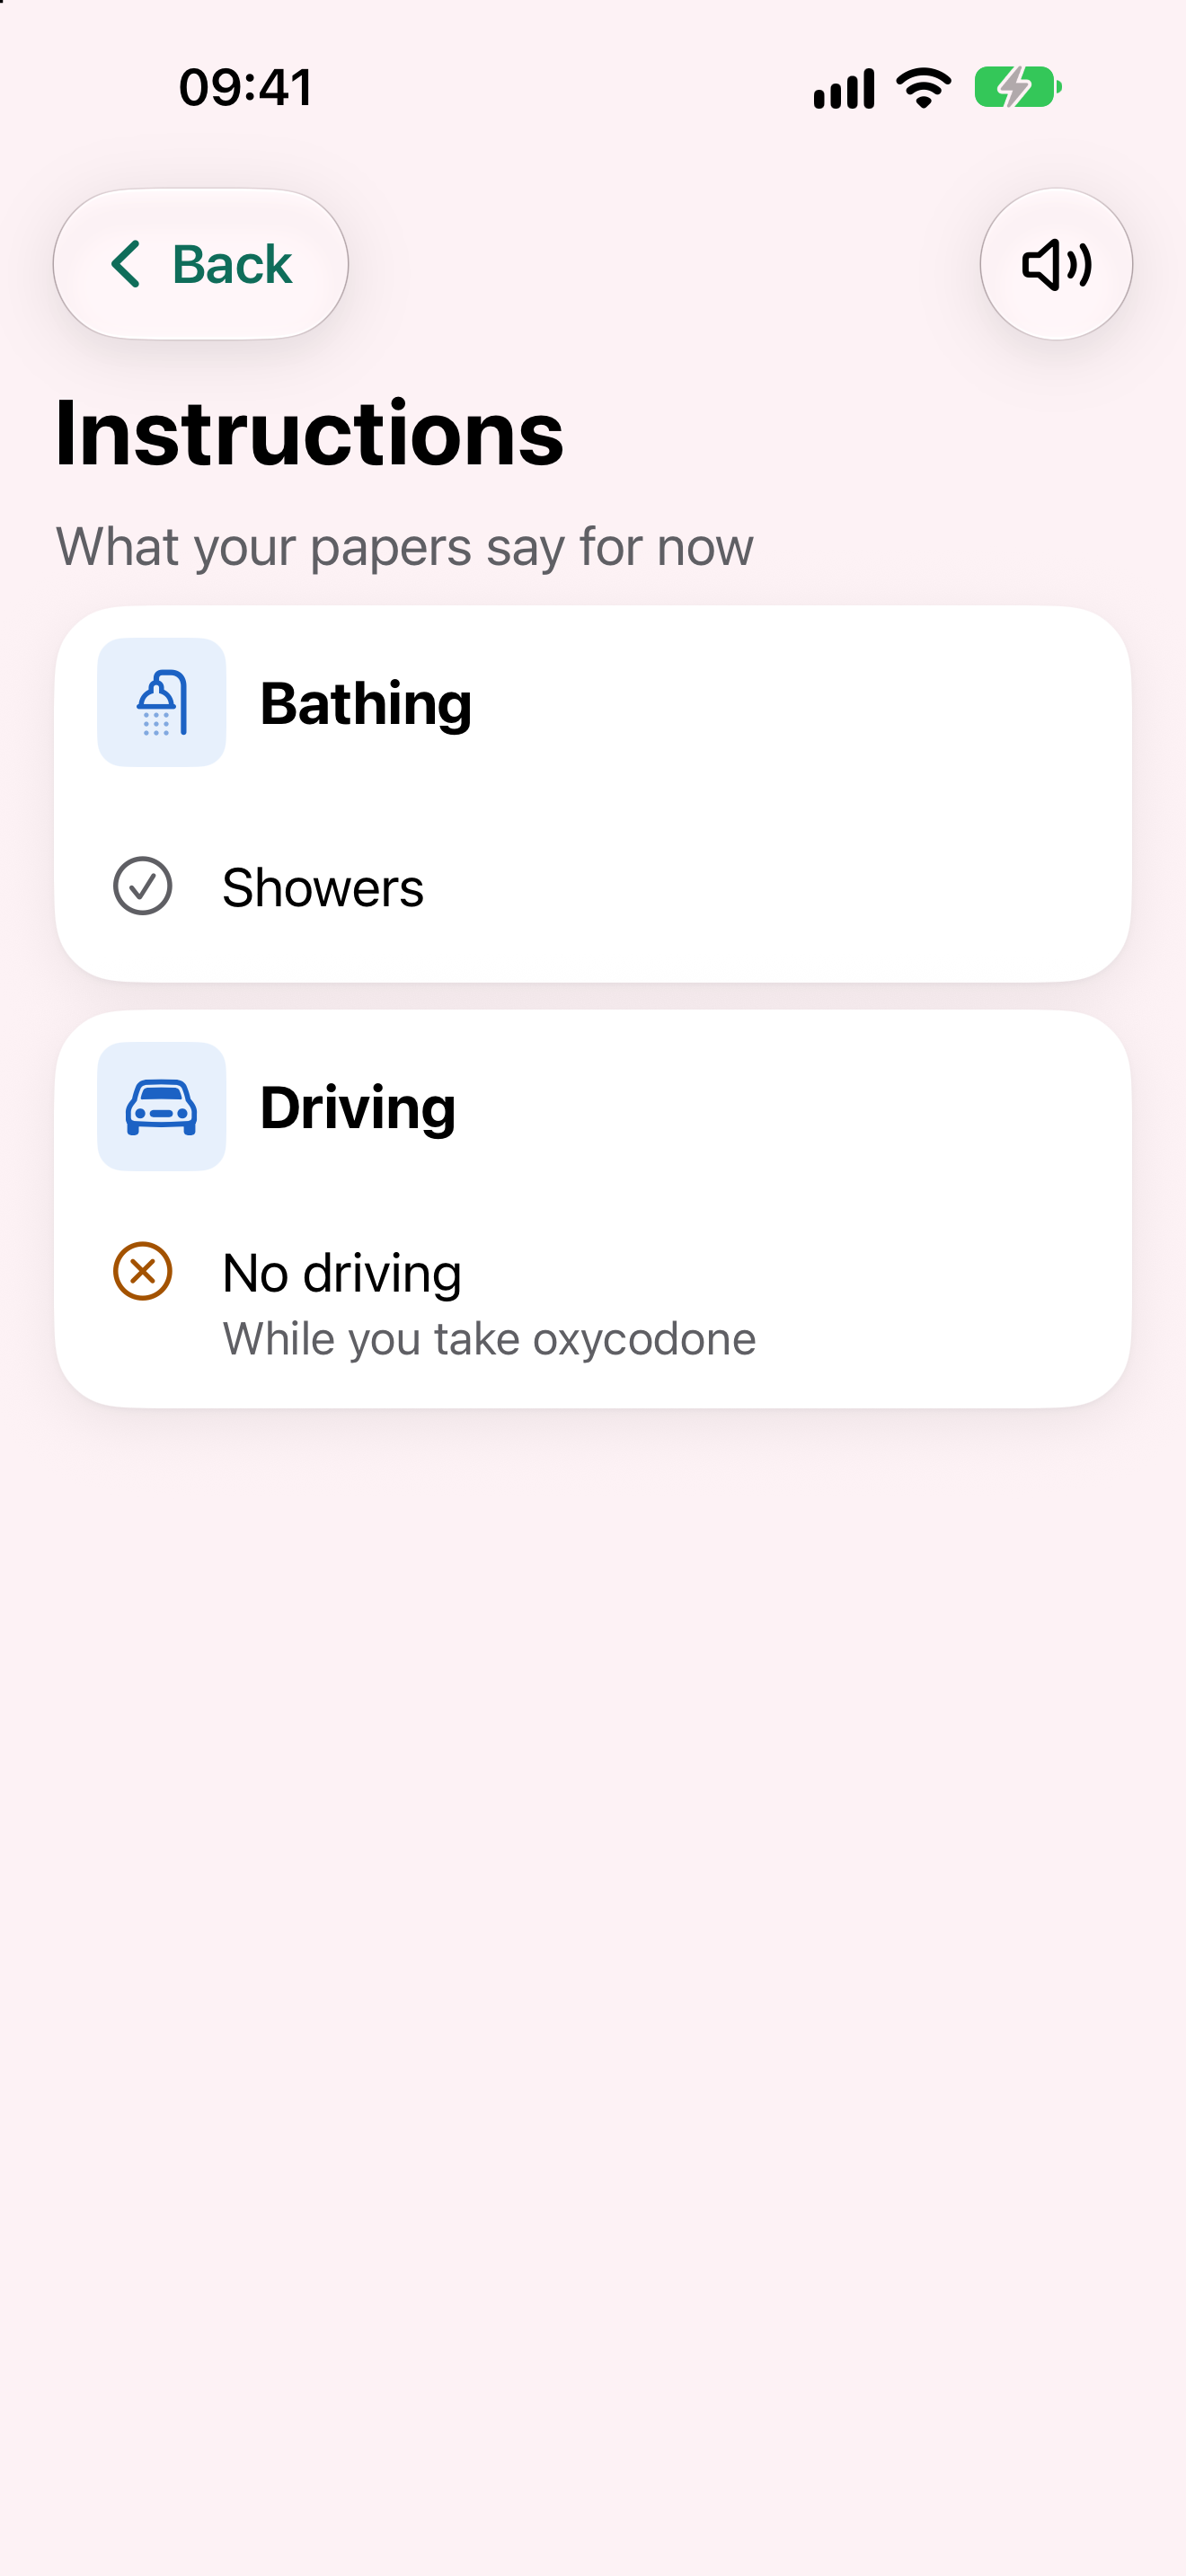 09:41
Back
Instructions
What your papers say for now
Bathing
Showers
Driving
No driving
While you take oxycodone